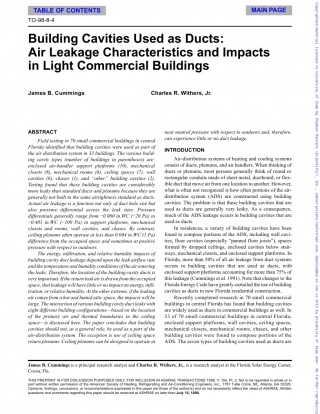 TABLE OF CONTENTS
MAIN PAGE
TO-98-8-4
Building Cavities Used as Ducts:
Air Leakage Characteristics and Impacts
in Light Commercial Buildings
James B. Cummings
Charles R. Withers, Jr.
ABSTRACT
Field testing in 70 small commercial buildings in central
Florida identified that building cavities were used as part of
the air distribution system in 33 buildings. The various build-
ing cavity types (number of buildings in parentheses) are:
enclosed air-handler support platforms (10), mechanical
closets (8), mechanical rooms (6), ceiling spaces (7), wall
cavities (6), chases (1), and "other" building cavities (2).
Testing found that these building cavities are considerably
more leaky than standard ducts and plenums because they are
generally not built to the same airtightness standard as ducts.
Actual air leakage is a function not only of duct hole size but
also pressure differential across the leak sites. Pressure
differentials generally range from
in support platforms, mechanical
closets and rooms, wall cavities, and chases. By contrast,
ceiling plenums often operate at less than 0.004 in. WC (1 Pa)
difference from the occupied space and sometimes at positive
pressure with respect to outdoors.
The energy, infiltration, and relative humidity impacts of
building cavity duct leakage depend upon the leak airflow rate
and the temperature and humidity conditions of the air entering
the leaks. Therefore, the location of the building cavity ducts is
very important. If the return leak air is drawn from the occupied
space, that leakage will have little or no impact on energy, infil-
tration, or relative humidity. At the other extreme, if the leaking
air comes from a hot and humid attic space, the impacts will be
large. The intersection of various building cavity duct leaks with
unique different building configurations—based on the location
of the primary air and thermal boundaries in the ceiling
space—is discussed here. The paper concludes that building
cavities should not, as a general rule, be used as a part of the
air-distribution system. The exception is use of ceiling space
return plenums. Ceiling plenums can be designed to operate at
near neutral pressure with respect to outdoors and, therefore,
can experience little or no duct leakage.
INTRODUCTION
Air-distribution systems of heating and cooling systems
consist of ducts, plenums, and air handlers. When thinking of
ducts or plenums, most persons generally think of round or
rectangular conduits made of sheet metal, ductboard, or flexi-
ble duct that move air from one location to another. However,
what is often not recognized is how often portions of the air-
distribution system (ADS) are constructed using building
cavities. The problem is that these building cavities that are
used as ducts are generally very leaky. As a consequence,
much of the ADS leakage occurs in building cavities that are
used as ducts.
In residences, a variety of building cavities have been
found to compose portions of the ADS, including wall cavi-
ties, floor cavities (especially "panned floor joists"), spaces
formed by dropped ceilings, enclosed cavities below stair-
ways, mechanical closets, and enclosed support platforms. In
Florida, more than 50% of all air leakage from duct systems
occurs in building cavities that are used as ducts, with
enclosed support platforms accounting for more than 75% of
this leakage (Cummings et al. 1991). Note that changes to the
Florida Energy Code have greatly curtailed the use of building
cavities as ducts in new Florida residential construction.
Recently completed research in 70 small commercial
buildings in central Florida has found that building cavities
are widely used as ducts in commercial buildings as well. In
33 of 70 small commercial buildings in central Florida,
enclosed support platforms, wall cavities, ceiling spaces,
mechanical closets, mechanical rooms, chases, and other
building cavities were found to compose portions of the
ADS. The seven types of building cavities used as ducts are
James B. Cummings is a principal research analyst and Charles R. Withers, Jr., is a research analyst at the Florida Solar Energy Center,
Cocoa, Fla.
THIS PREPRINT IS FOR DISCUSSION PURPOSES ONLY, FOR INCLUSION IN ASHRAE TRANSACTIONS 1998, V. 104, Pt. 2. Not to be reprinted in whole or in
part without written permission of the American Society of Heating, Refrigerating and Air-Conditioning Engineers, Inc., 1791 Tullie Circle, NE, Atlanta, GA 30329.
Opinions, findings, conclusions, or recommendations expressed in this paper are those of the author(s) and do not necessarily reflect the views of ASHRAE. Written
questions and comments regarding this paper should be received at ASHRAE no later than July 10, 1998.